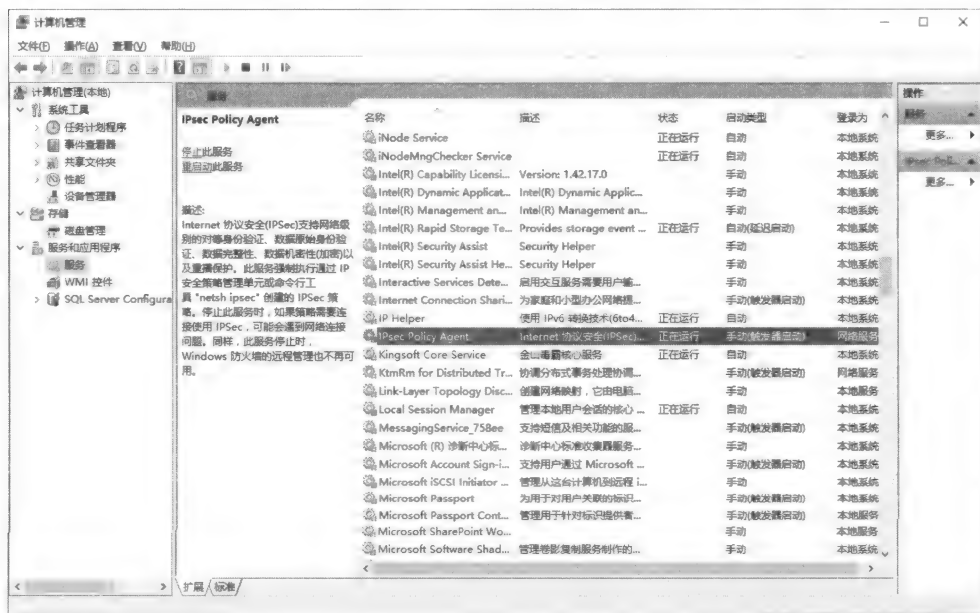 计算机管理
文件(F) 操作(A) 查看(V) 帮助(H)
计算机管理(本地)
系统工具
任务计划程序
事件查看器
共享文件夹
性能
设备管理器
存储
磁盘管理
服务和应用程序
服务
WMI 控件
SQL Server Configura
服务
IPsec Policy Agent
停止此服务
重启动此服务
描述:
Internet 协议安全(IPSec)支持网络级
别的对等身份验证、数据原始身份验
证、数据完整性、数据机密性(加密)以
及重播保护。此服务强制执行通过 IP
安全策略管理单元或命令行工
具 "netsh ipsec" 创建的 IPSec 策
略。停止此服务时，如果策略需要连
接使用 IPSec，可能会遇到网络连接
问题。同样，此服务停止时，
Windows 防火墙的远程管理也不再可
用。
名称 描述 状态 启动类型 登录为
iNode Service 正在运行 自动 本地系统
iNodeMngChecker Service 正在运行 自动 本地系统
Intel(R) Capability Licensi... Version: 1.42.17.0 手动 本地系统
Intel(R) Dynamic Applicat... Intel(R) Dynamic Applic... 手动 本地系统
Intel(R) Management an... Intel(R) Management an... 手动 本地系统
Intel(R) Rapid Storage Te... Provides storage event ... 正在运行 自动(延迟启动) 本地系统
Intel(R) Security Assist Security Helper 手动 本地系统
Intel(R) Security Assist He... Security Helper 手动 本地系统
Interactive Services Dete... 启用交互服务需要用户输... 手动 本地系统
Internet Connection Shari... 为家庭和小型办公网络提... 手动(触发器启动) 本地系统
IP Helper 使用 IPv6 转换技术(6to4... 正在运行 自动 本地系统
IPsec Policy Agent Internet 协议安全(IPSec)... 正在运行 手动(触发器启动) 网络服务
Kingsoft Core Service 金山毒霸核心服务 正在运行 自动 本地系统
KtmRm for Distributed Tr... 协调分布式事务处理协调... 手动(触发器启动) 网络服务
Link-Layer Topology Disc... 创建网络映射，它由电脑... 手动 本地服务
Local Session Manager 管理本地用户会话的核心 ... 正在运行 自动 本地系统
MessagingService_758ee 支持短信及相关功能的服... 手动(触发器启动) 本地系统
Microsoft (R) 诊断中心标... 诊断中心标准收集器服务... 手动 本地系统
Microsoft Account Sign-i... 支持用户通过 Microsoft ... 手动(触发器启动) 本地系统
Microsoft iSCSI Initiator ... 管理从这台计算机到远程 i... 手动 本地系统
Microsoft Passport 为用于对用户关联的标识... 手动(触发器启动) 本地系统
Microsoft Passport Cont... 管理用于针对标识提供者... 手动(触发器启动) 本地服务
Microsoft SharePoint Wo... 手动 本地服务
Microsoft Software Shad... 管理卷影复制服务制作的... 手动 本地系统
扩展 标准
操作
服务
更多...
IPsec Poli...
更多...